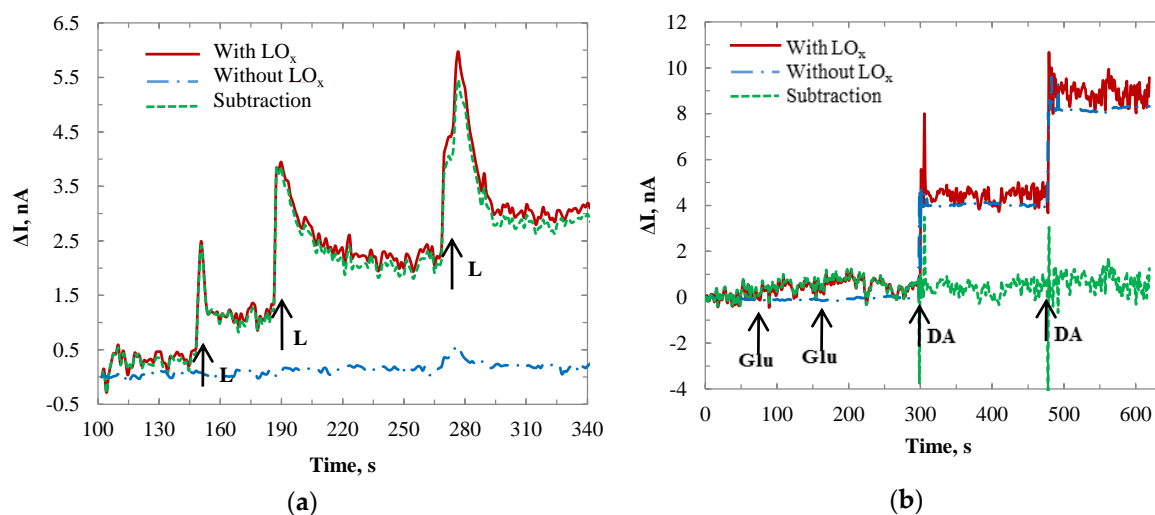 6.5
5.5
4.5
3.5
2.5
1.5
0.5
-0.5
ΔI, nA
With LOx
Without LOx
Subtraction
L
L
L
100 130 160 190 220 250 280 310 340
Time, s
(a)
12
10
8
6
4
2
0
-2
-4
ΔI, nA
With LOx
Without LOx
Subtraction
Glu
Glu
DA
DA
0 100 200 300 400 500 600
Time, s
(b)